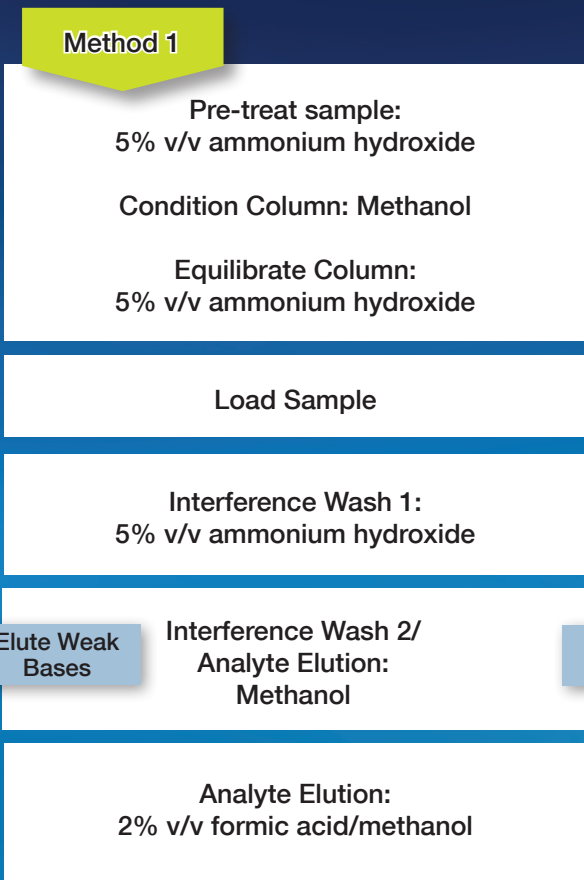 Method 1
Pre-treat sample:
5% v/v ammonium hydroxide
Condition Column: Methanol
Equilibrate Column:
5% v/v ammonium hydroxide
Load Sample
Interference Wash 1:
5% v/v ammonium hydroxide
Elute Weak
Bases
Interference Wash 2/
Analyte Elution:
Methanol
Analyte Elution:
2% v/v formic acid/methanol